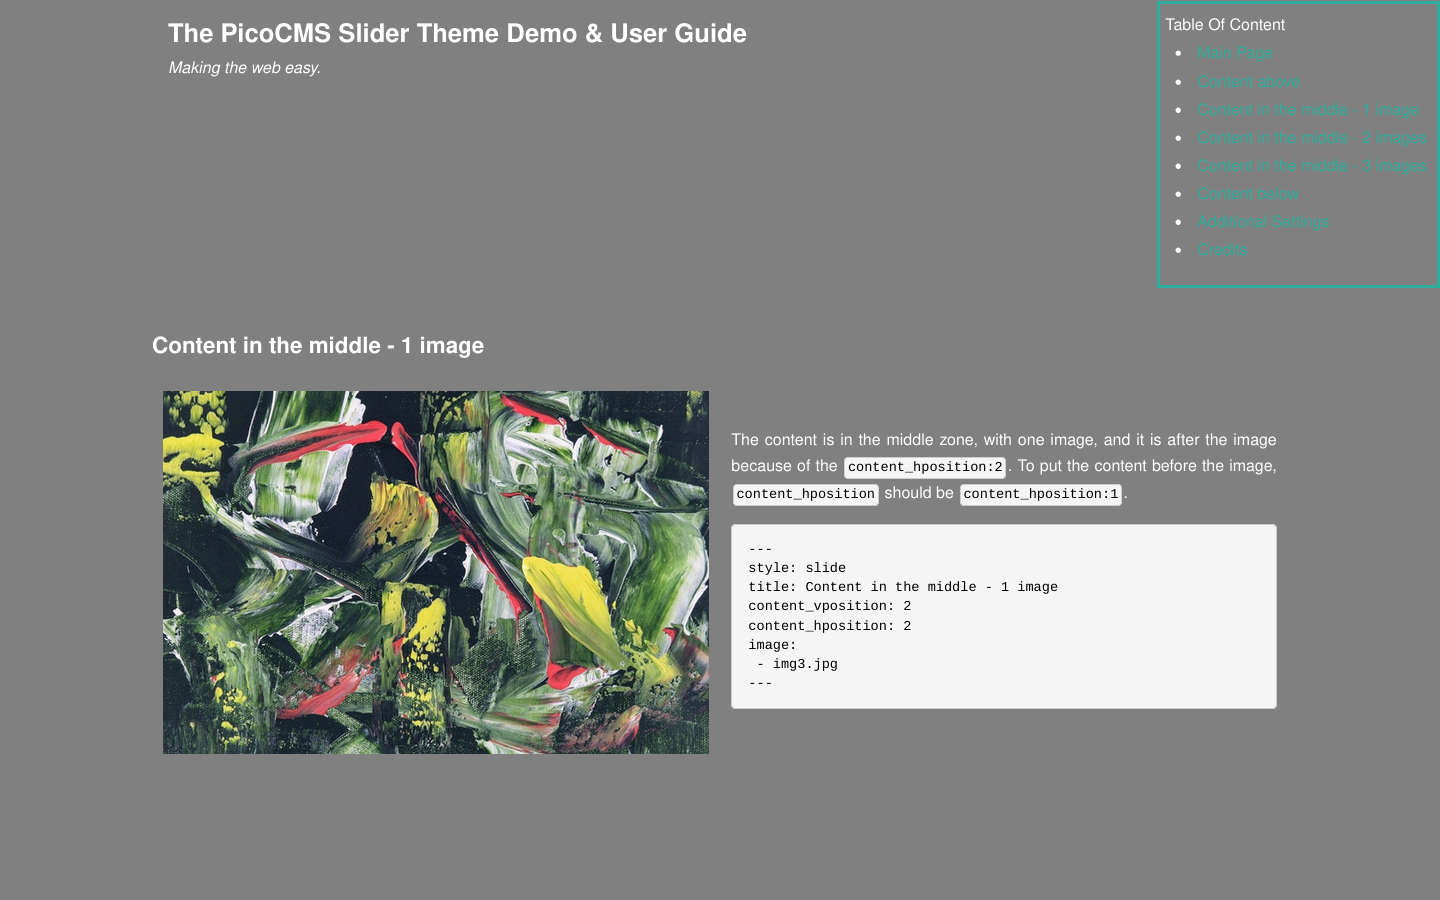 The PicoCMS Slider Theme Demo & User Guide
Making the web easy.
Table Of Content
Main Page
Content above
Content in the middle - 1 image
Content in the middle - 2 images
Content in the middle - 3 images
Content below
Additional Settings
Credits
Content in the middle - 1 image
The content is in the middle zone, with one image, and it is after the image
because of the content_hposition:2. To put the content before the image,
content_hposition should be content_hposition:1.
---
style: slide
title: Content in the middle - 1 image
content_vposition: 2
content_hposition: 2
image:
 - img3.jpg
---